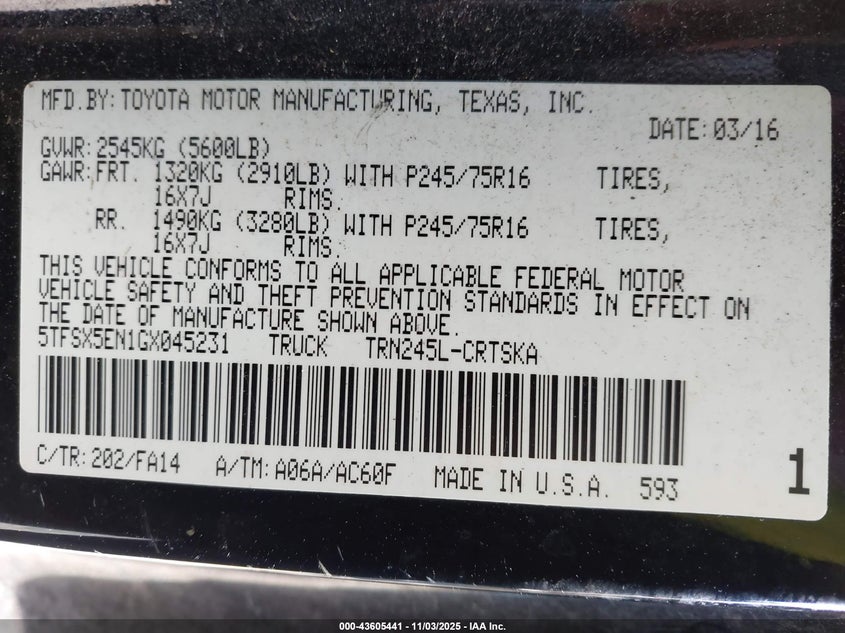 MFD.BY:TOYOTA MOTOR MANUFACTURING, TEXAS, INC.
DATE:03/16
GVWR:2545KG (5600LB)
GAWR:FRT. 1320KG (2910LB) WITH P245/75R16 TIRES,
16X7J RIMS.
RR. 1490KG (3280LB) WITH P245/75R16 TIRES,
16X7J RIMS.
THIS VEHICLE CONFORMS TO ALL APPLICABLE FEDERAL MOTOR
VEHICLE SAFETY AND THEFT PREVENTION STANDARDS IN EFFECT ON
THE DATE OF MANUFACTURE SHOWN ABOVE.
5TFSX5EN1GX045231 TRUCK TRN245L-CRTSKA
C/TR:202/FA14 A/TM:A06A/AC60F MADE IN U.S.A. 593
1
000-43605441 - 11/03/2025 - IAA Inc.